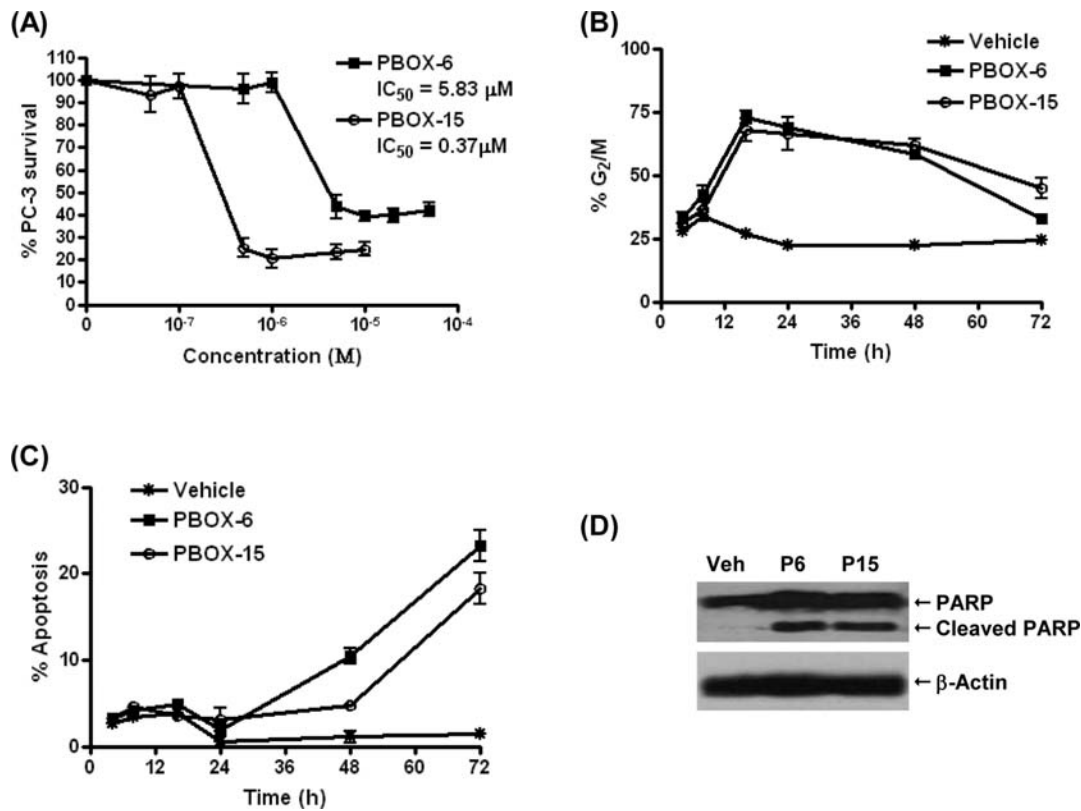 (A)
110
100
90
80
70
60
50
40
30
20
10
0
% PC-3 survival
0 10⁻⁷ 10⁻⁶ 10⁻⁵ 10⁻⁴
Concentration (M)
PBOX-6
IC₅₀ = 5.83 μM
PBOX-15
IC₅₀ = 0.37μM
(B)
Vehicle
PBOX-6
PBOX-15
100
75
50
25
0
% G₂/M
0 12 24 36 48 60 72
Time (h)
(C)
Vehicle
PBOX-6
PBOX-15
30
20
10
0
% Apoptosis
0 12 24 36 48 60 72
Time (h)
(D)
Veh P6 P15
←PARP
←Cleaved PARP
←β-Actin